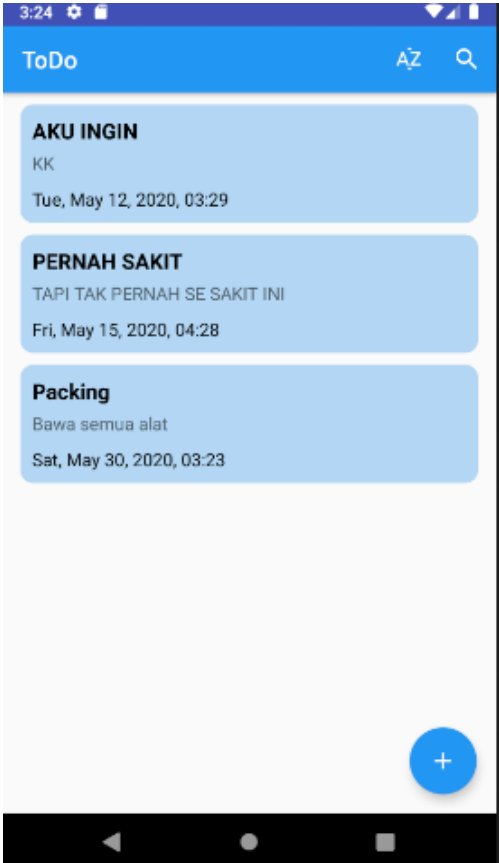 3:24
ToDo
AZ
AKU INGIN
KK
Tue, May 12, 2020, 03:29
PERNAH SAKIT
TAPI TAK PERNAH SE SAKIT INI
Fri, May 15, 2020, 04:28
Packing
Bawa semua alat
Sat, May 30, 2020, 03:23
+